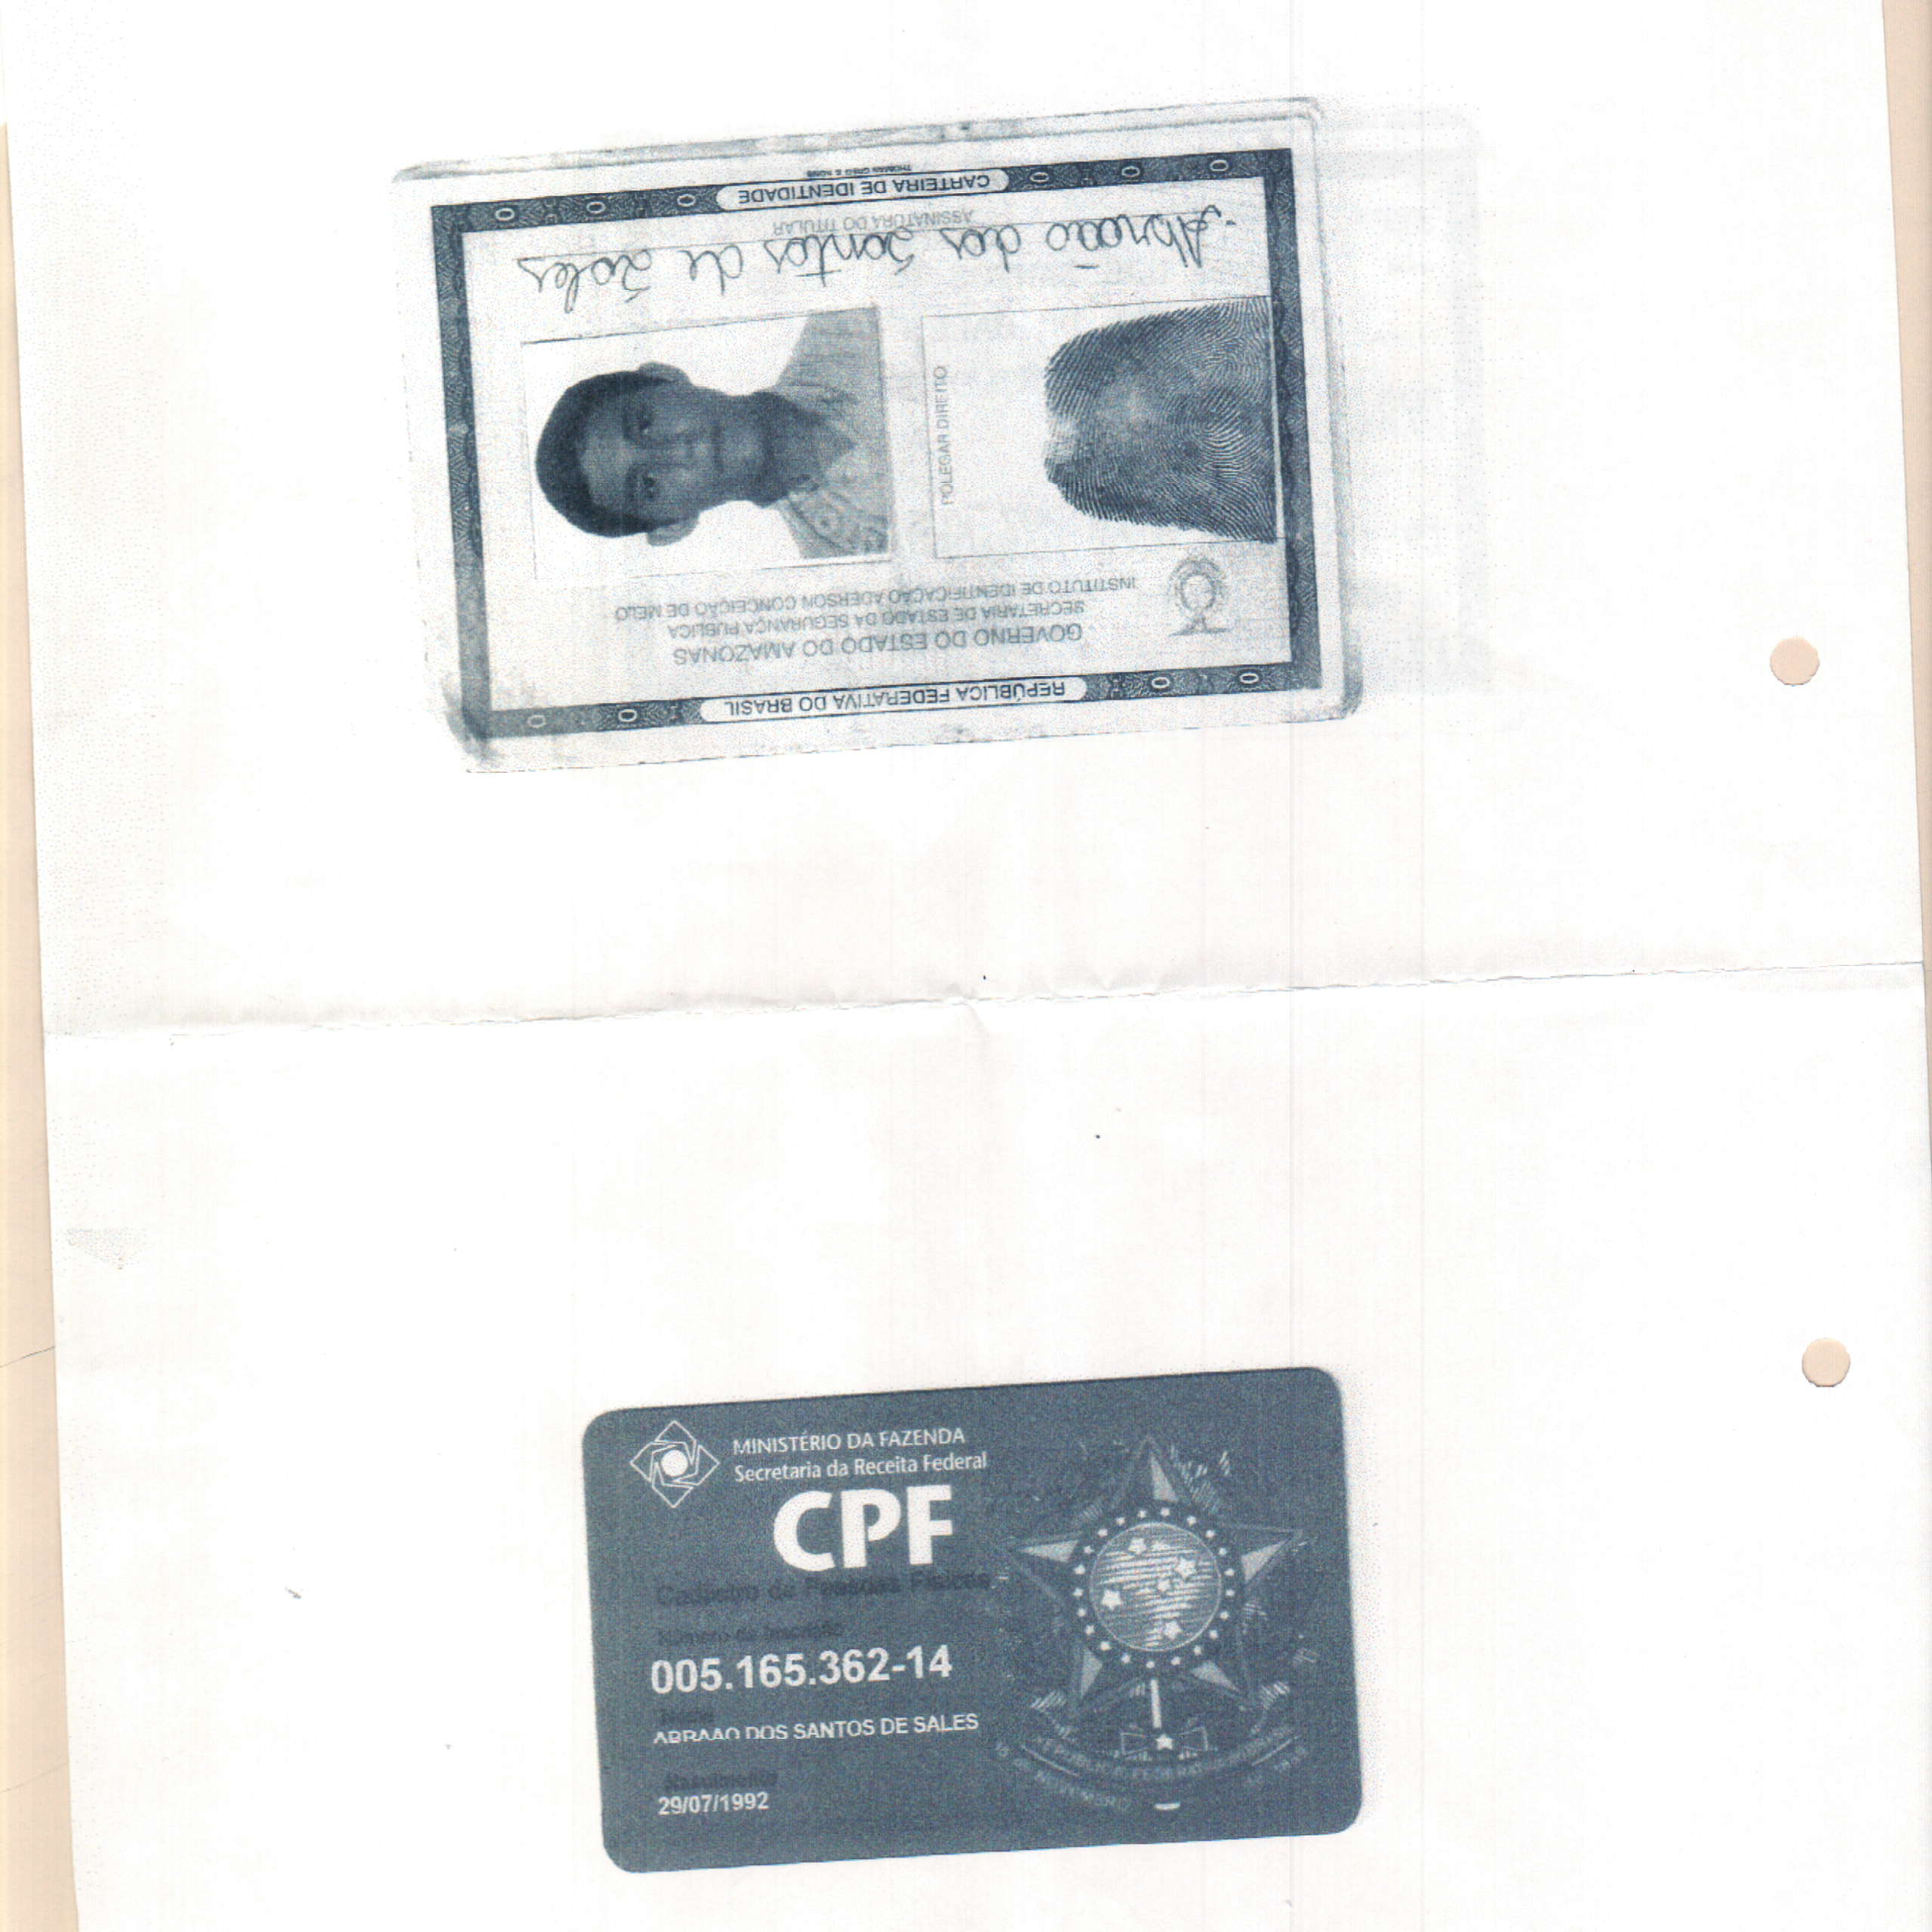 REPÚBLICA FEDERATIVA DO BRASIL
GOVERNO DO ESTADO DO AMAZONAS
SECRETARIA DE ESTADO DA SEGURANÇA PÚBLICA
INSTITUTO DE IDENTIFICAÇÃO ADERSON CONCEIÇÃO DE MELO
POLEGAR DIREITO
Abraão dos Santos de Sales
ASSINATURA DO TITULAR
CARTEIRA DE IDENTIDADE
THOMAS GREG & SONS
MINISTÉRIO DA FAZENDA
Secretaria da Receita Federal
CPF
Cadastro de Pessoas Físicas
Número de Inscrição
005.165.362-14
Nome
ABRAAO DOS SANTOS DE SALES
Nascimento
29/07/1992